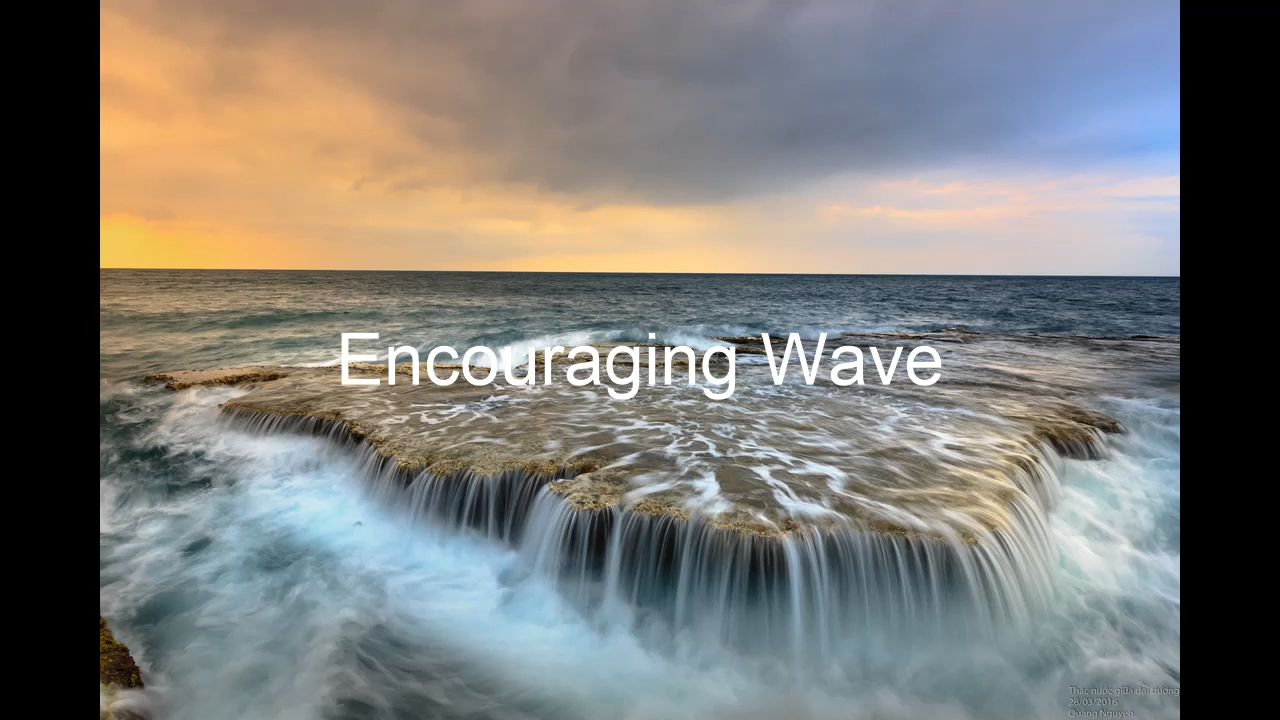 Encouraging Wave
Thác nước giữa đại dương
28/03/2016
Quang Nguyen